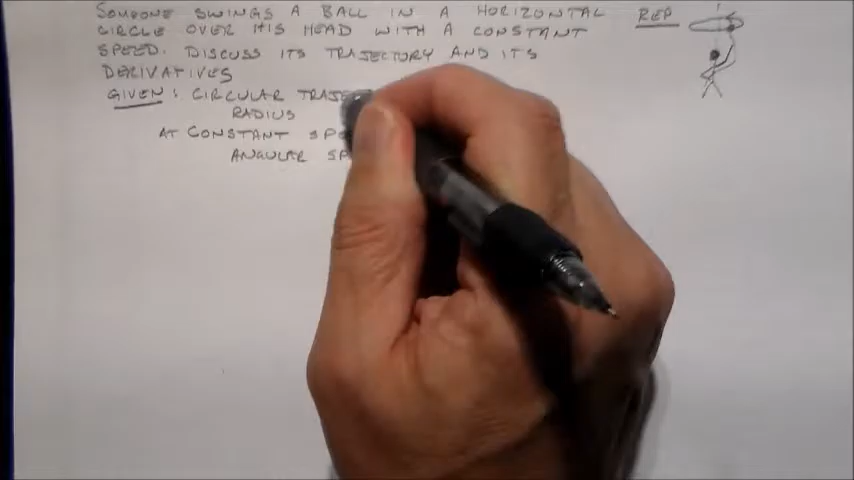 SOMEONE SWINGS A BALL IN A HORIZONTAL
CIRCLE OVER HIS HEAD WITH A CONSTANT
SPEED. DISCUSS ITS TRAJECTORY AND ITS
DERIVATIVES
REP
GIVEN: CIRCULAR
RADIUS
AT CONSTANT
ANGULAR